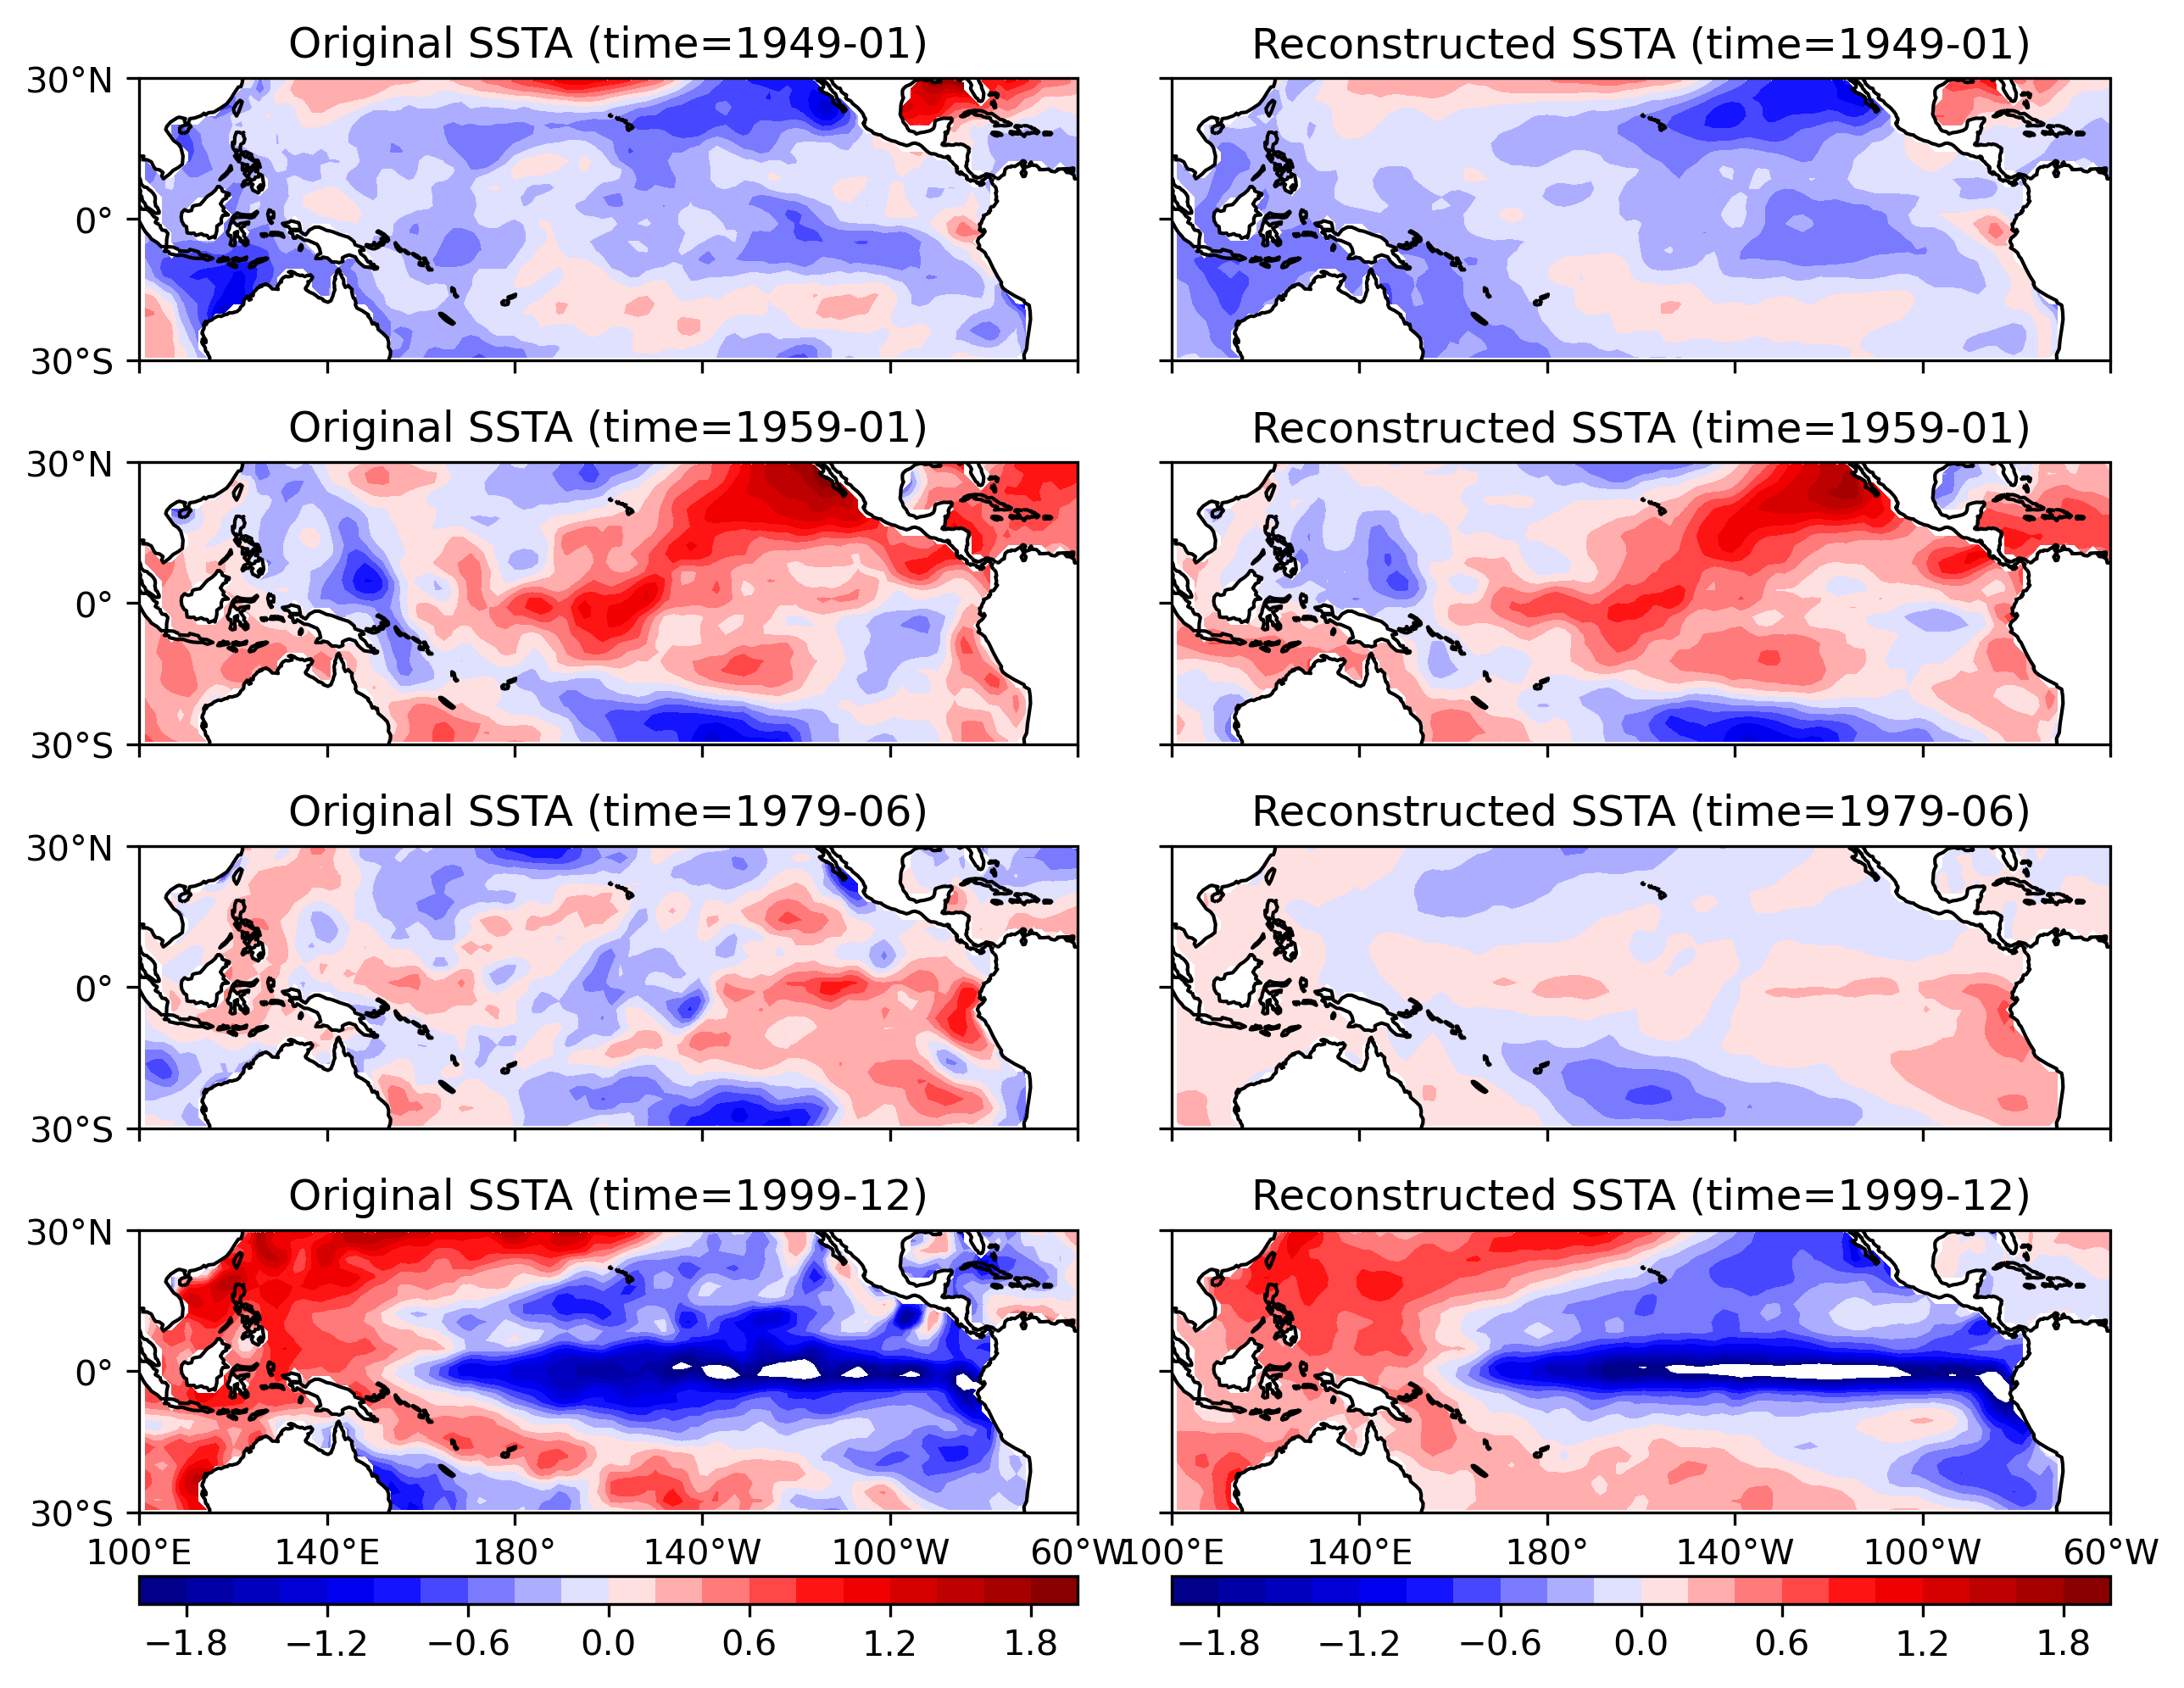 Original SSTA (time=1949-01)
Reconstructed SSTA (time=1949-01)
30°N
0°
30°S
Original SSTA (time=1959-01)
Reconstructed SSTA (time=1959-01)
30°N
0°
30°S
Original SSTA (time=1979-06)
Reconstructed SSTA (time=1979-06)
30°N
0°
30°S
Original SSTA (time=1999-12)
Reconstructed SSTA (time=1999-12)
30°N
0°
30°S
100°E 140°E 180° 140°W 100°W 60°W
100°E 140°E 180° 140°W 100°W 60°W
−1.8 −1.2 −0.6 0.0 0.6 1.2 1.8
−1.8 −1.2 −0.6 0.0 0.6 1.2 1.8